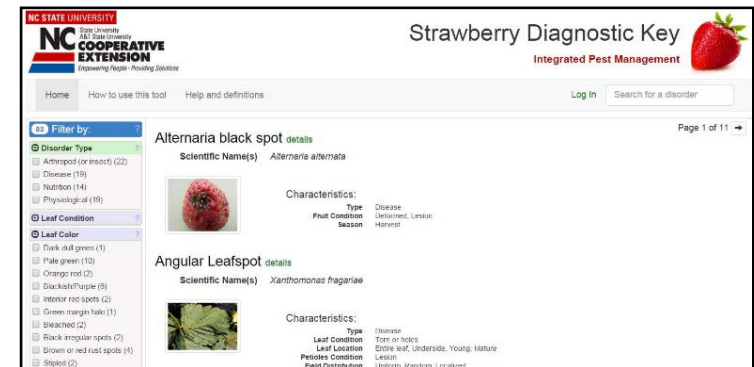 NC STATE UNIVERSITY
NC State University
A&T State University
COOPERATIVE
EXTENSION
Empowering People - Providing Solutions
Strawberry Diagnostic Key
Integrated Pest Management
Home How to use this tool Help and definitions Log In Search for a disorder
83 Filter by: ?
Disorder Type ?
Arthropod (or insect) (22)
Disease (19)
Nutrition (14)
Physiological (19)
Leaf Condition ?
Leaf Color ?
Dark dull green (1)
Pale green (10)
Orange red (2)
Blackish/Purple (6)
Interior red spots (2)
Green margin halo (1)
Bleached (2)
Black irregular spots (2)
Brown or red rust spots (4)
Stipled (2)
Page 1 of 11
Alternaria black spot details
Scientific Name(s) Alternaria alternata
Characteristics:
Type Disease
Fruit Condition Deformed, Lesion
Season Harvest
Angular Leafspot details
Scientific Name(s) Xanthomonas fragariae
Characteristics:
Type Disease
Leaf Condition Torn or holes
Leaf Location Entire leaf, Underside, Young, Mature
Petioles Condition Lesion
Field Distribution Uniform, Random, Localized